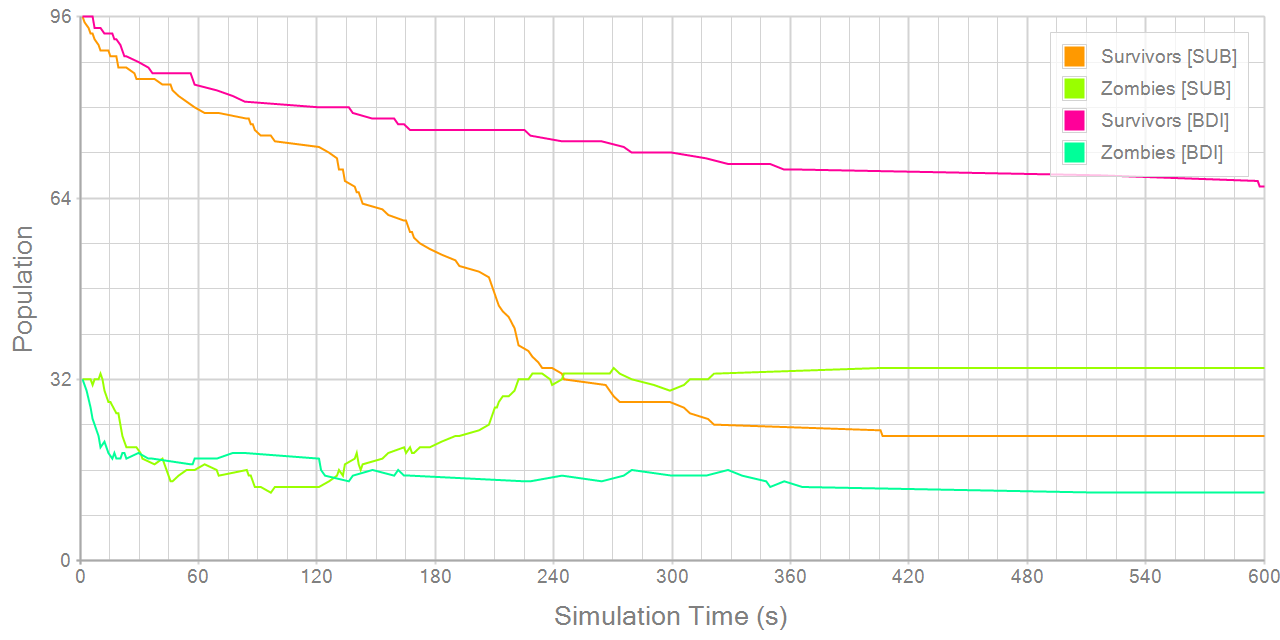 96
64
32
0
Population
0 60 120 180 240 300 360 420 480 540 600
Simulation Time (s)
Survivors [SUB]
Zombies [SUB]
Survivors [BDI]
Zombies [BDI]